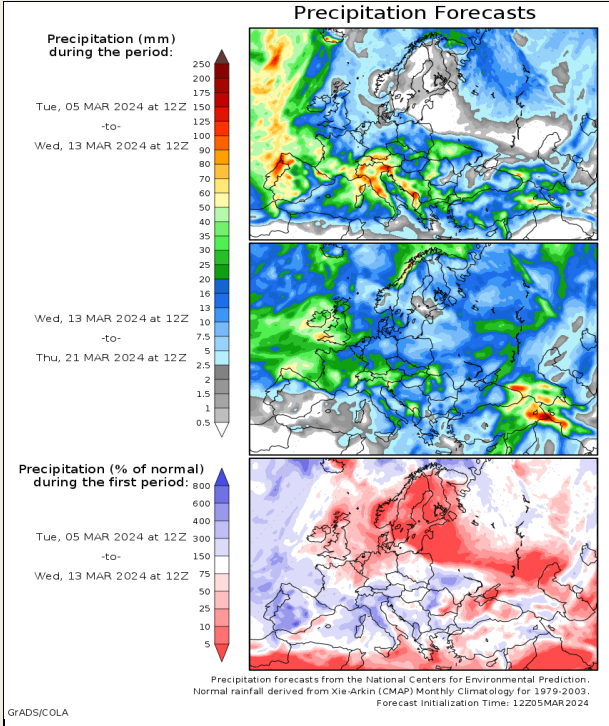 Precipitation Forecasts
Precipitation (mm)
during the period:
Tue, 05 MAR 2024 at 12Z
-to-
Wed, 13 MAR 2024 at 12Z
250
200
175
150
125
100
90
80
70
60
50
40
35
30
25
20
16
13
10
7.5
5
2.5
2
1.5
1
0.5
Wed, 13 MAR 2024 at 12Z
-to-
Thu, 21 MAR 2024 at 12Z
Precipitation (% of normal)
during the first period:
800
600
400
300
150
75
50
25
10
5
Tue, 05 MAR 2024 at 12Z
-to-
Wed, 13 MAR 2024 at 12Z
Precipitation forecasts from the National Centers for Environmental Prediction.
Normal rainfall derived from Xie-Arkin (CMAP) Monthly Climatology for 1979-2003.
Forecast Initialization Time: 12Z05MAR2024
GrADS/COLA